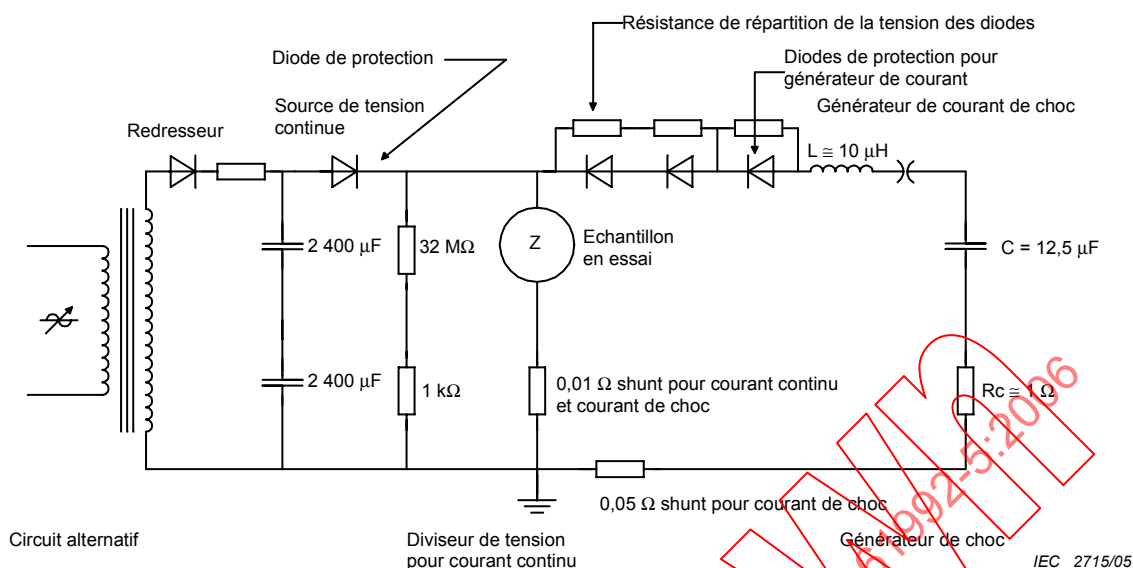 Résistance de répartition de la tension des diodes
Diode de protection
Diodes de protection pour
générateur de courant
Source de tension
continue
Générateur de courant de choc
Redresseur
L ≅ 10 μH
2 400 μF
32 MΩ
Z
Echantillon
en essai
C = 12,5 μF
2 400 μF
1 kΩ
0,01 Ω shunt pour courant continu
et courant de choc
Rc ≅ 1 Ω
0,05 Ω shunt pour courant de choc
Circuit alternatif
Diviseur de tension
pour courant continu
Générateur de choc
IEC 2715/05
61992-5:2006